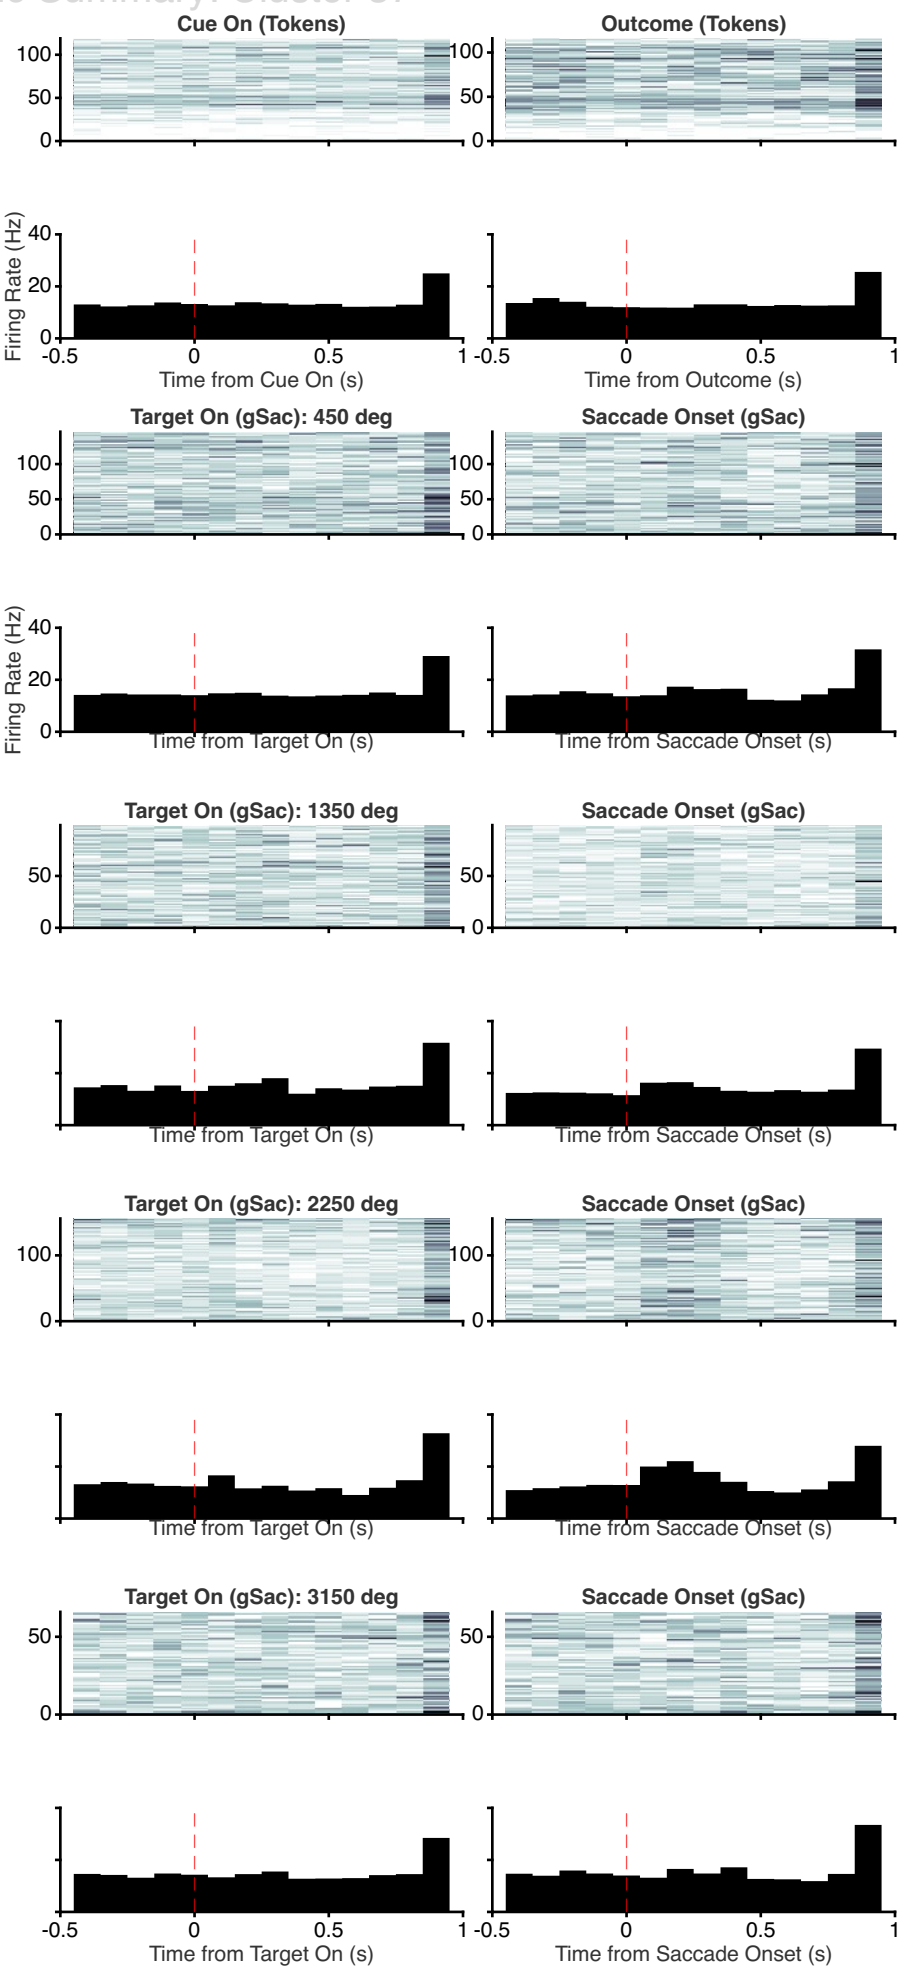 Summary: Cluster
Cue On (Tokens) Outcome (Tokens)
100 100
50 50
0 0
Firing Rate (Hz)
40
20
0
-0.5 0 0.5 1 -0.5 0 0.5 1
Time from Cue On (s) Time from Outcome (s)
Target On (gSac): 450 deg Saccade Onset (gSac)
100 100
50 50
0 0
Firing Rate (Hz)
40
20
0
Time from Target On (s) Time from Saccade Onset (s)
Target On (gSac): 1350 deg Saccade Onset (gSac)
50 50
0 0
Time from Target On (s) Time from Saccade Onset (s)
Target On (gSac): 2250 deg Saccade Onset (gSac)
100 100
0 0
Time from Target On (s) Time from Saccade Onset (s)
Target On (gSac): 3150 deg Saccade Onset (gSac)
50 50
0 0
-0.5 0 0.5 1 -0.5 0 0.5 1
Time from Target On (s) Time from Saccade Onset (s)